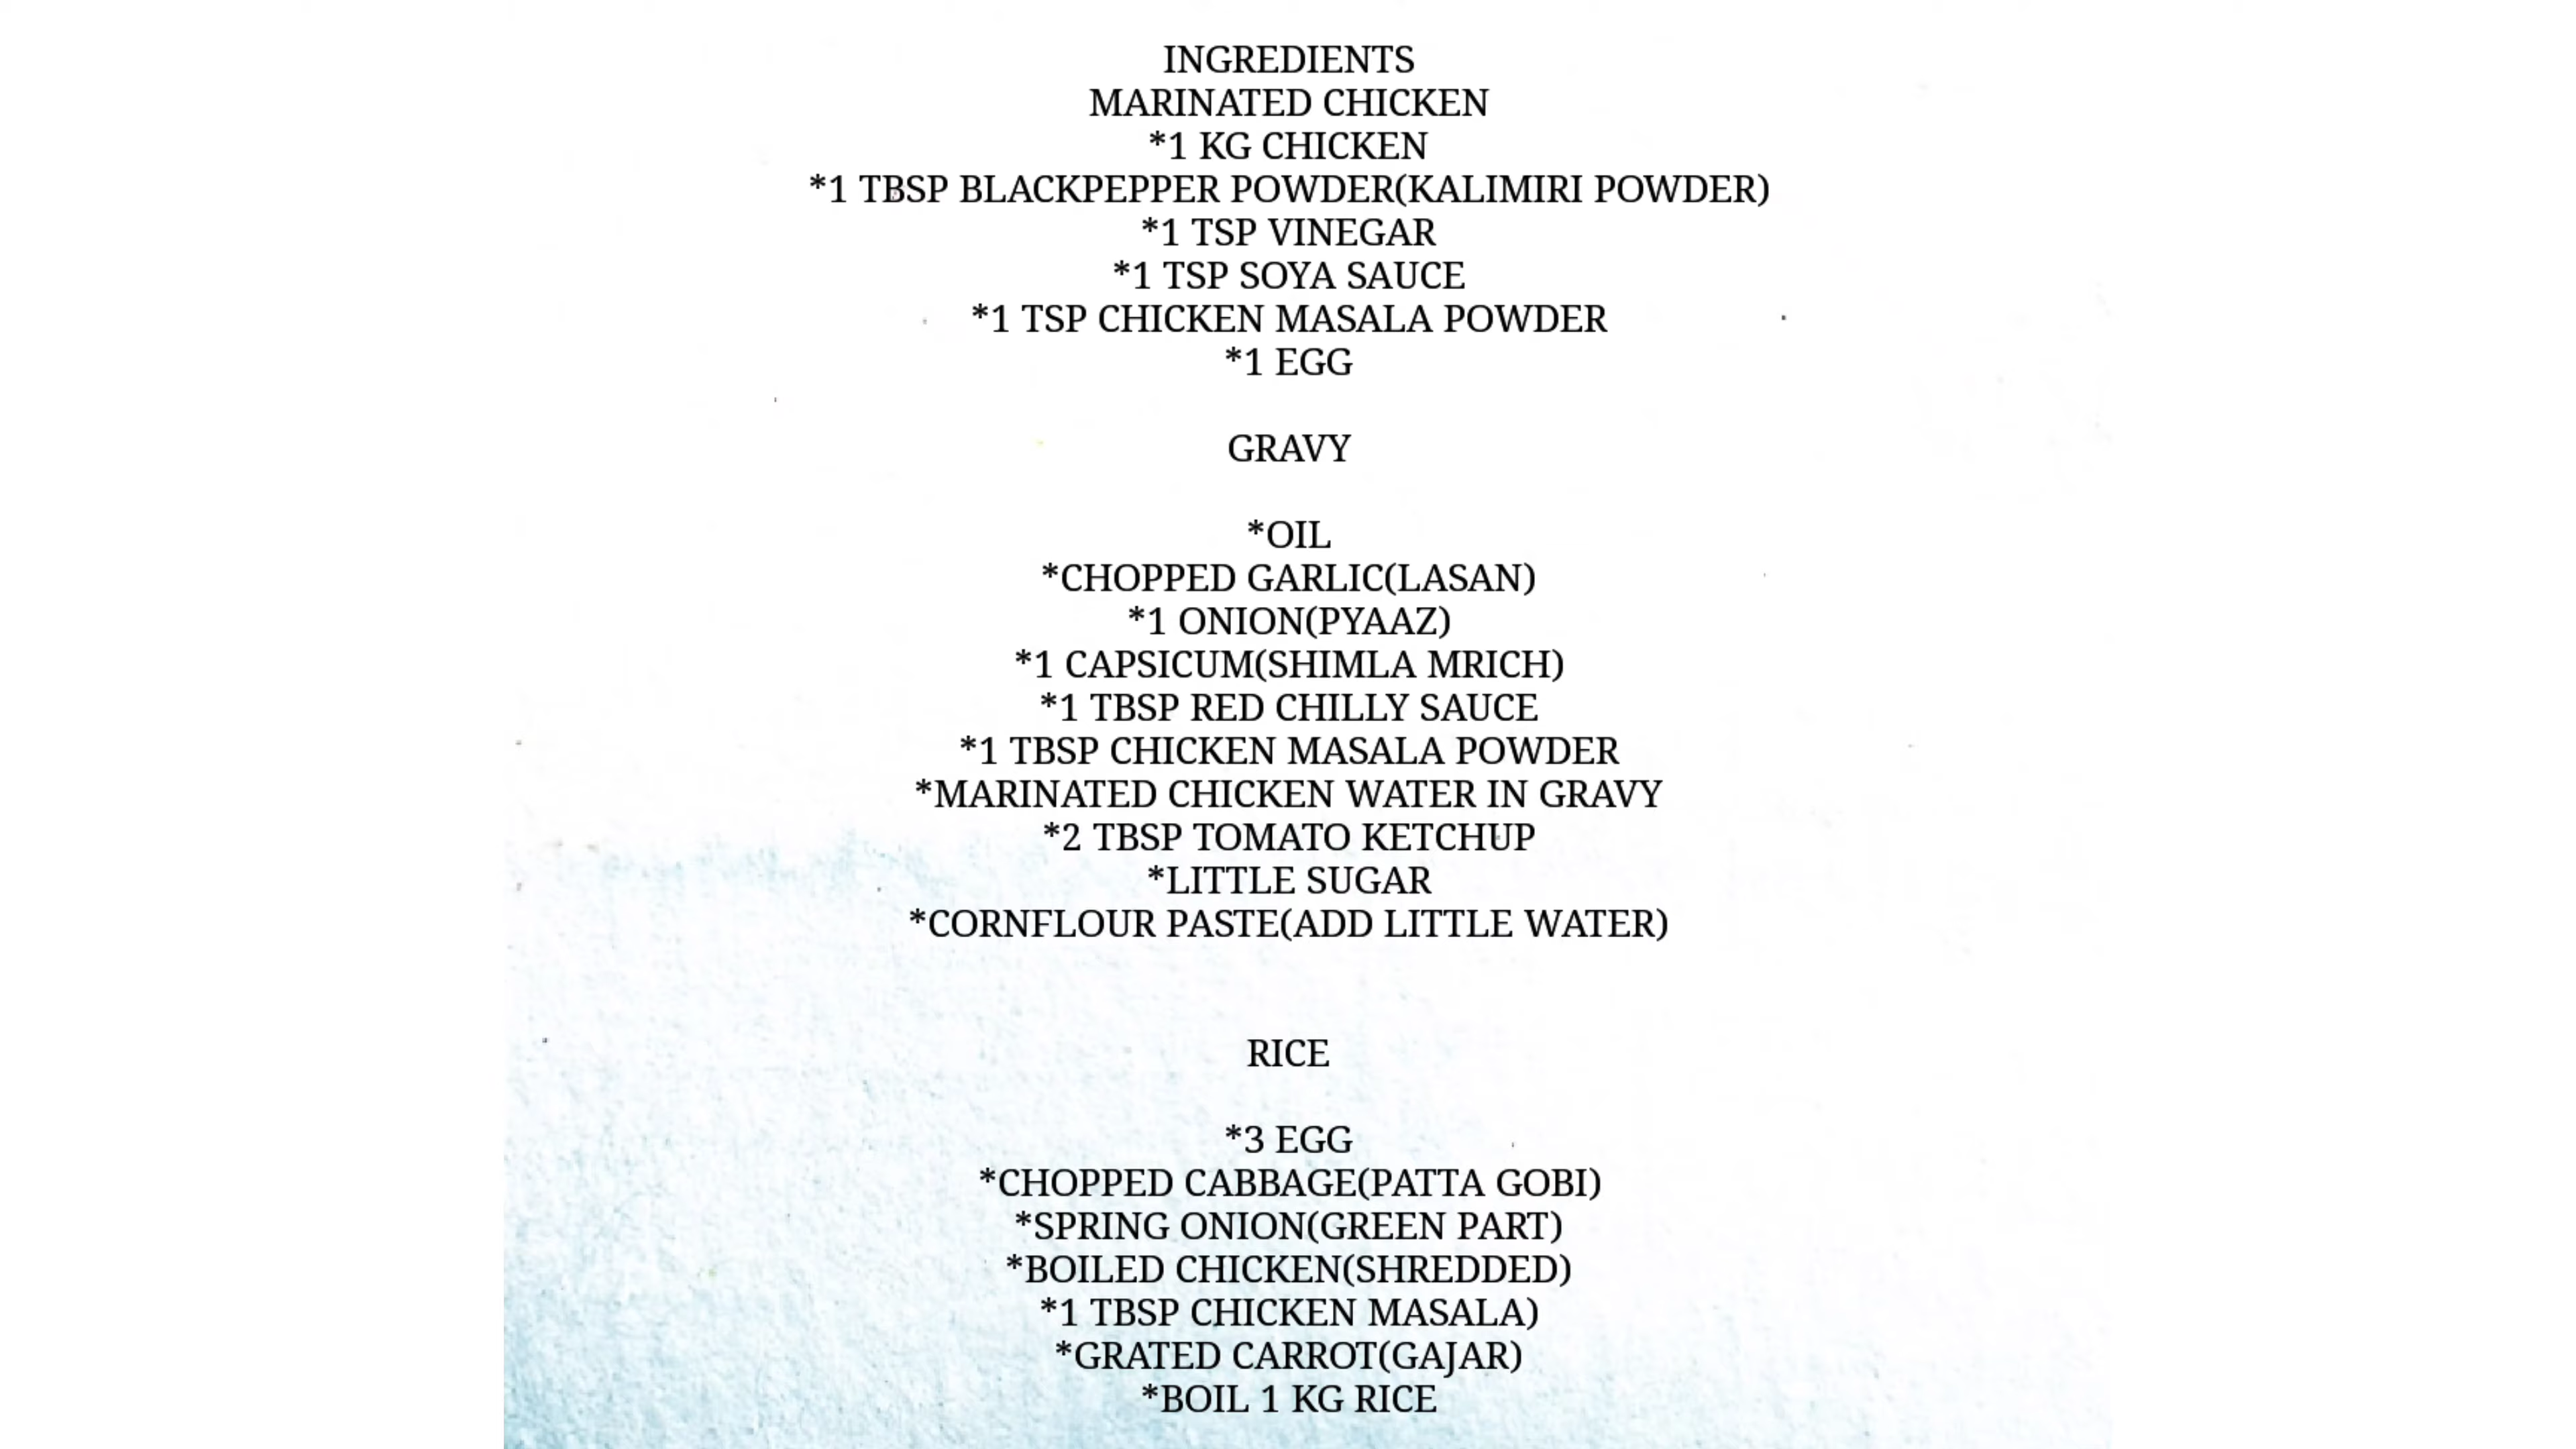 INGREDIENTS
MARINATED CHICKEN
*1 KG CHICKEN
*1 TBSP BLACKPEPPER POWDER(KALIMIRI POWDER)
*1 TSP VINEGAR
*1 TSP SOYA SAUCE
*1 TSP CHICKEN MASALA POWDER
*1 EGG
GRAVY
*OIL
*CHOPPED GARLIC(LASAN)
*1 ONION(PYAAZ)
*1 CAPSICUM(SHIMLA MRICH)
*1 TBSP RED CHILLY SAUCE
*1 TBSP CHICKEN MASALA POWDER
*MARINATED CHICKEN WATER IN GRAVY
*2 TBSP TOMATO KETCHUP
*LITTLE SUGAR
*CORNFLOUR PASTE(ADD LITTLE WATER)
RICE
*3 EGG
*CHOPPED CABBAGE(PATTA GOBI)
*SPRING ONION(GREEN PART)
*BOILED CHICKEN(SHREDDED)
*1 TBSP CHICKEN MASALA)
*GRATED CARROT(GAJAR)
*BOIL 1 KG RICE